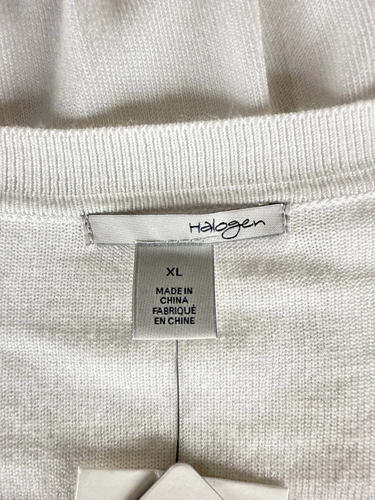 Halogen
XL
MADE IN
CHINA
FABRIQUÉ
EN CHINE